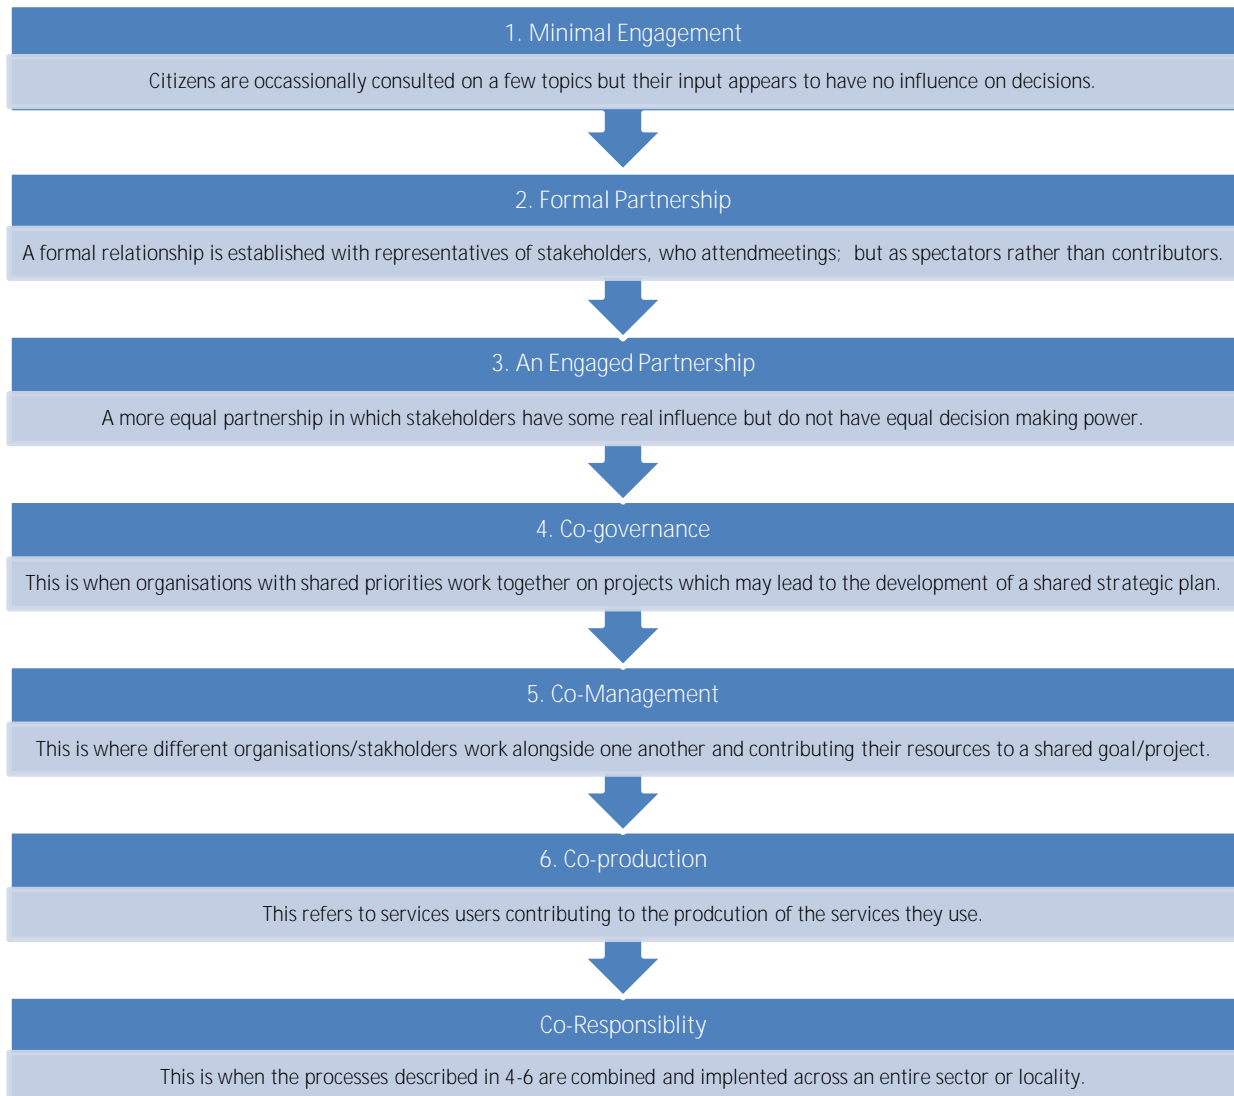 1. Minimal Engagement
Citizens are occassionally consulted on a few topics but their input appears to have no influence on decisions.
2. Formal Partnership
A formal relationship is established with representatives of stakeholders, who attendmeetings; but as spectators rather than contributors.
3. An Engaged Partnership
A more equal partnership in which stakeholders have some real influence but do not have equal decision making power.
4. Co-governance
This is when organisations with shared priorities work together on projects which may lead to the development of a shared strategic plan.
5. Co-Management
This is where different organisations/stakholders work alongside one another and contributing their resources to a shared goal/project.
6. Co-production
This refers to services users contributing to the prodcution of the services they use.
Co-Responsiblity
This is when the processes described in 4-6 are combined and implented across an entire sector or locality.